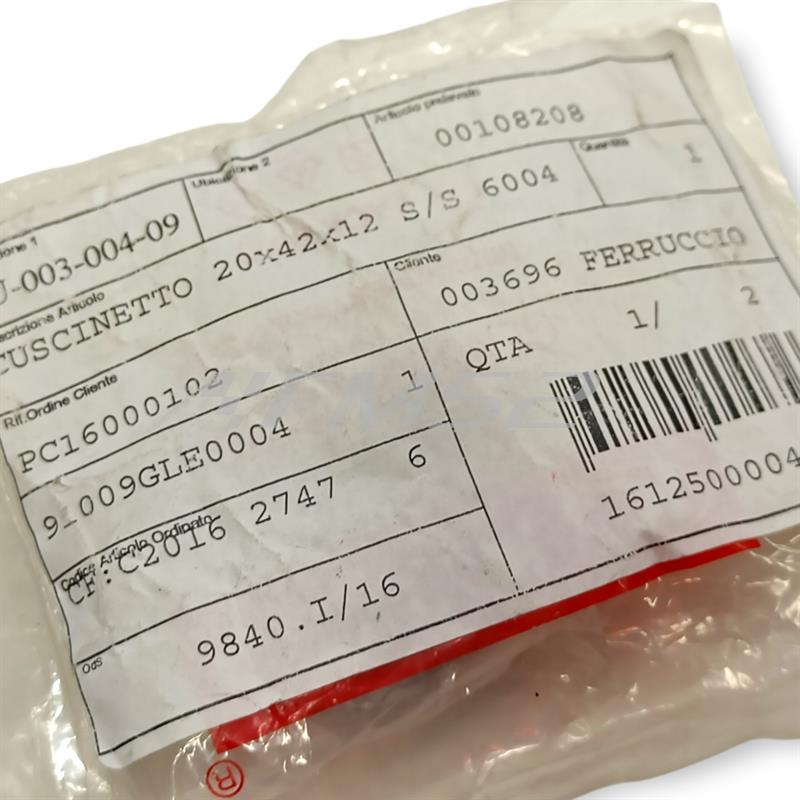 Ubicazione 2
Articolo prelevato
00108208
J-003-004-09
Quantità
1
CUSCINETTO 20x42x12 S/S 6004
Cliente
003696 FERRUCCIO
Rif.Ordine Cliente
PC16000102 1
QTA 1/ 2
9_009GLE0004
Codice Articolo Ordinato
CF:C2016 2747 6
1612500004
OdS
9840.I/16
®